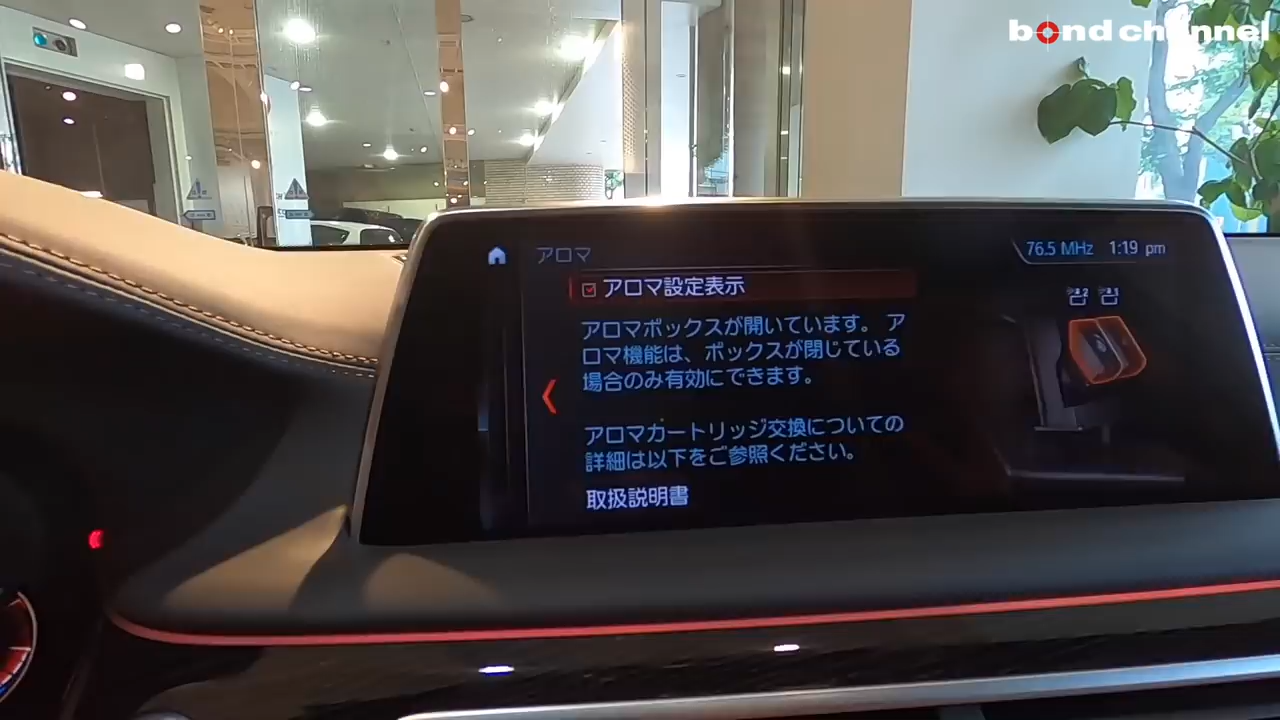 bond channel
アロマ
76.5 MHz 1:19 pm
アロマ設定表示
アロマボックスが開いています。 ア
ロマ機能は、ボックスが閉じている
場合のみ有効にできます。
アロマカートリッジ交換についての
詳細は以下をご参照ください。
取扱説明書